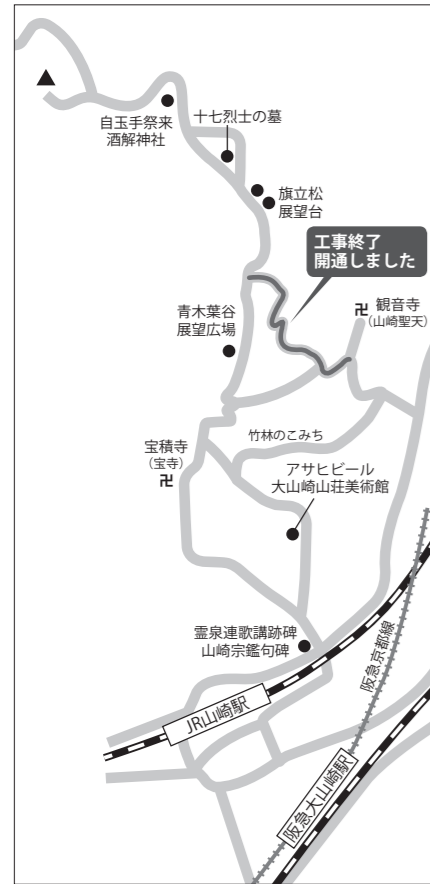 自玉手祭来
酒解神社
十七烈士の墓
旗立松
展望台
工事終了
開通しました
青木葉谷
展望広場
卍 観音寺
(山崎聖天)
竹林のこみち
宝積寺
(宝寺)
卍
アサヒビール
大山崎山荘美術館
霊泉連歌講跡碑
山崎宗鑑句碑
阪急京都線
JR山崎駅
阪急大山崎駅